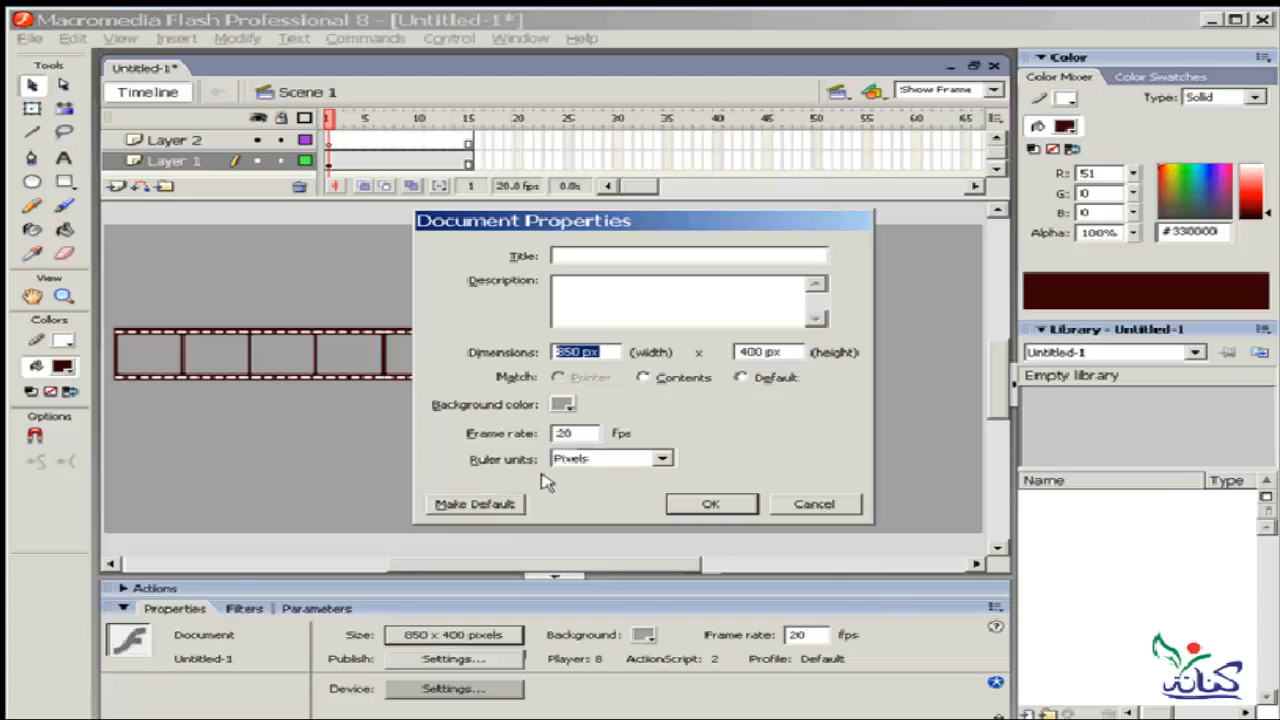 Macromedia Flash Professional 8 - [Untitled-1*]
File Edit View Insert Modify Text Commands Control Window Help
Tools
Untitled-1*
Timeline
Scene 1
Show Frame
1 5 10 15 20 25 30 35 40 45 50 55 60 65
Layer 2
Layer 1
1 20.0 fps 0.0s
View
Colors
Options
Document Properties
Title:
Description:
Dimensions: 850 px (width) x 400 px (height)
Match: Printer Contents Default
Background color:
Frame rate: 20 fps
Ruler units: Pixels
Make Default OK Cancel
Color
Color Mixer Color Swatches
Type: Solid
R: 51
G: 0
B: 0
Alpha: 100% #330000
Library - Untitled-1
Untitled-1
Empty library
Name Type
Actions
Properties Filters Parameters
Document Size: 850 x 400 pixels Background: Frame rate: 20 fps
Untitled-1 Publish: Settings... Player: 8 ActionScript: 2 Profile: Default
Device: Settings...
كنانة